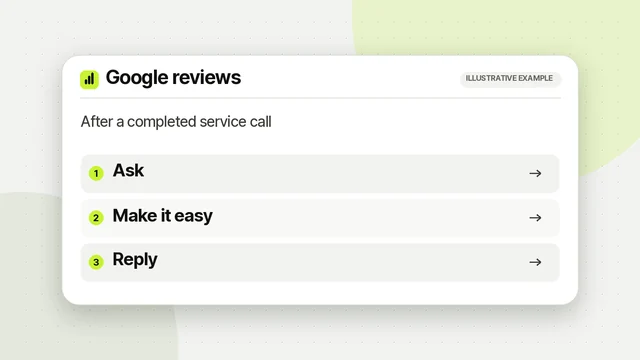 Google reviews
ILLUSTRATIVE EXAMPLE
After a completed service call
1 Ask →
2 Make it easy →
3 Reply →